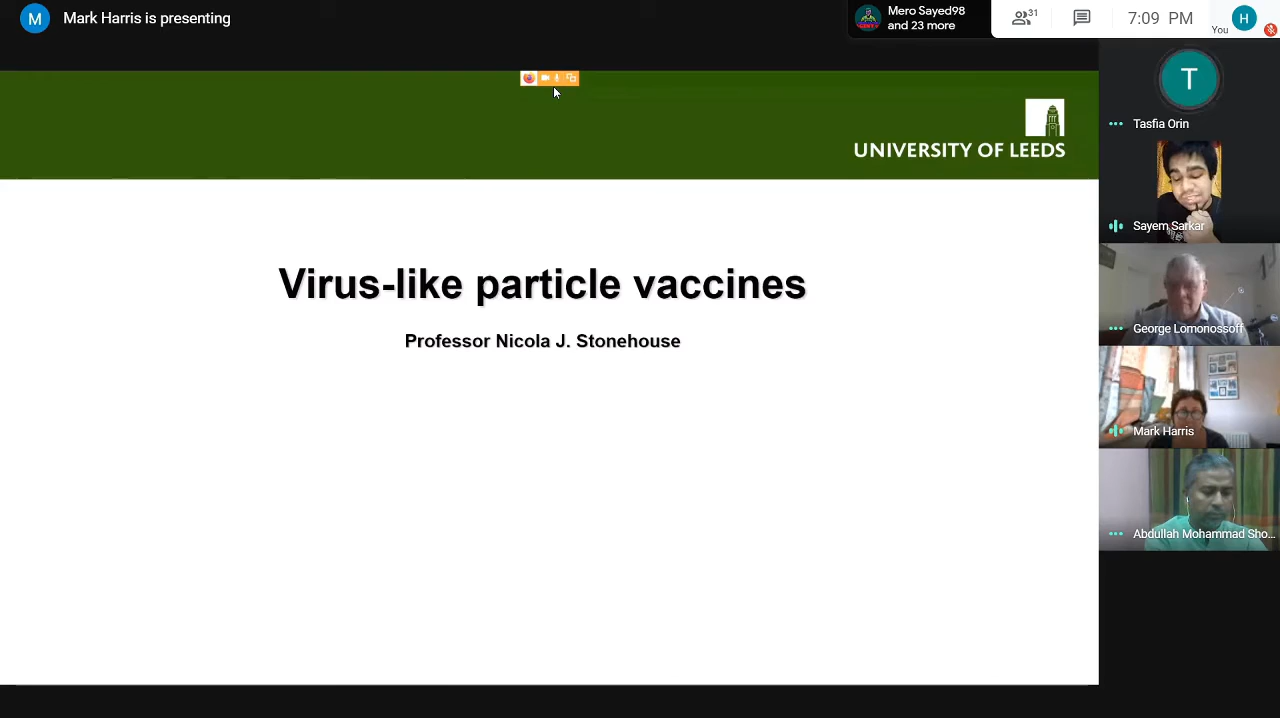 M
Mark Harris is presenting
Mero Sayed98
and 23 more
31
7:09 PM
You
H
UNIVERSITY OF LEEDS
Virus-like particle vaccines
Professor Nicola J. Stonehouse
T
Tasfia Orin
Sayem Sarkar
George Lomonossoff
Mark Harris
Abdullah Mohammad Sho...